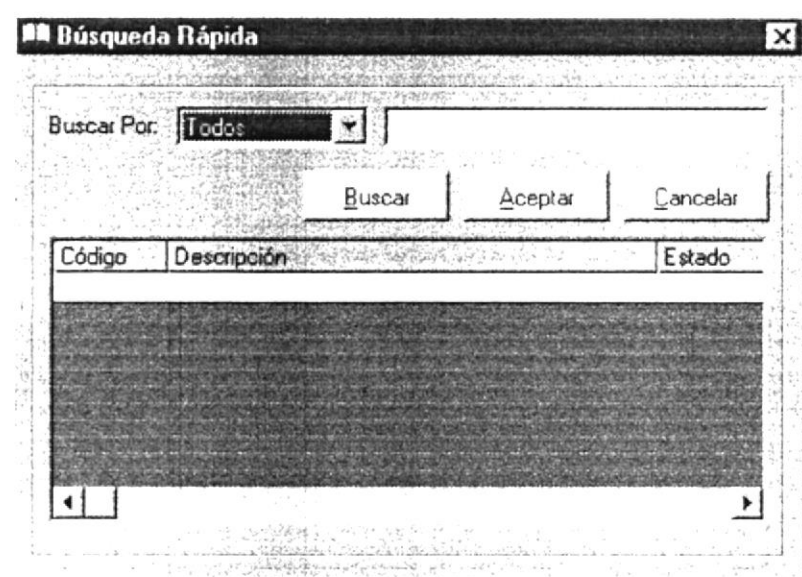 Búsqueda Rápida
Buscar Por: Todos
Buscar Aceptar Cancelar
Código Descripción Estado